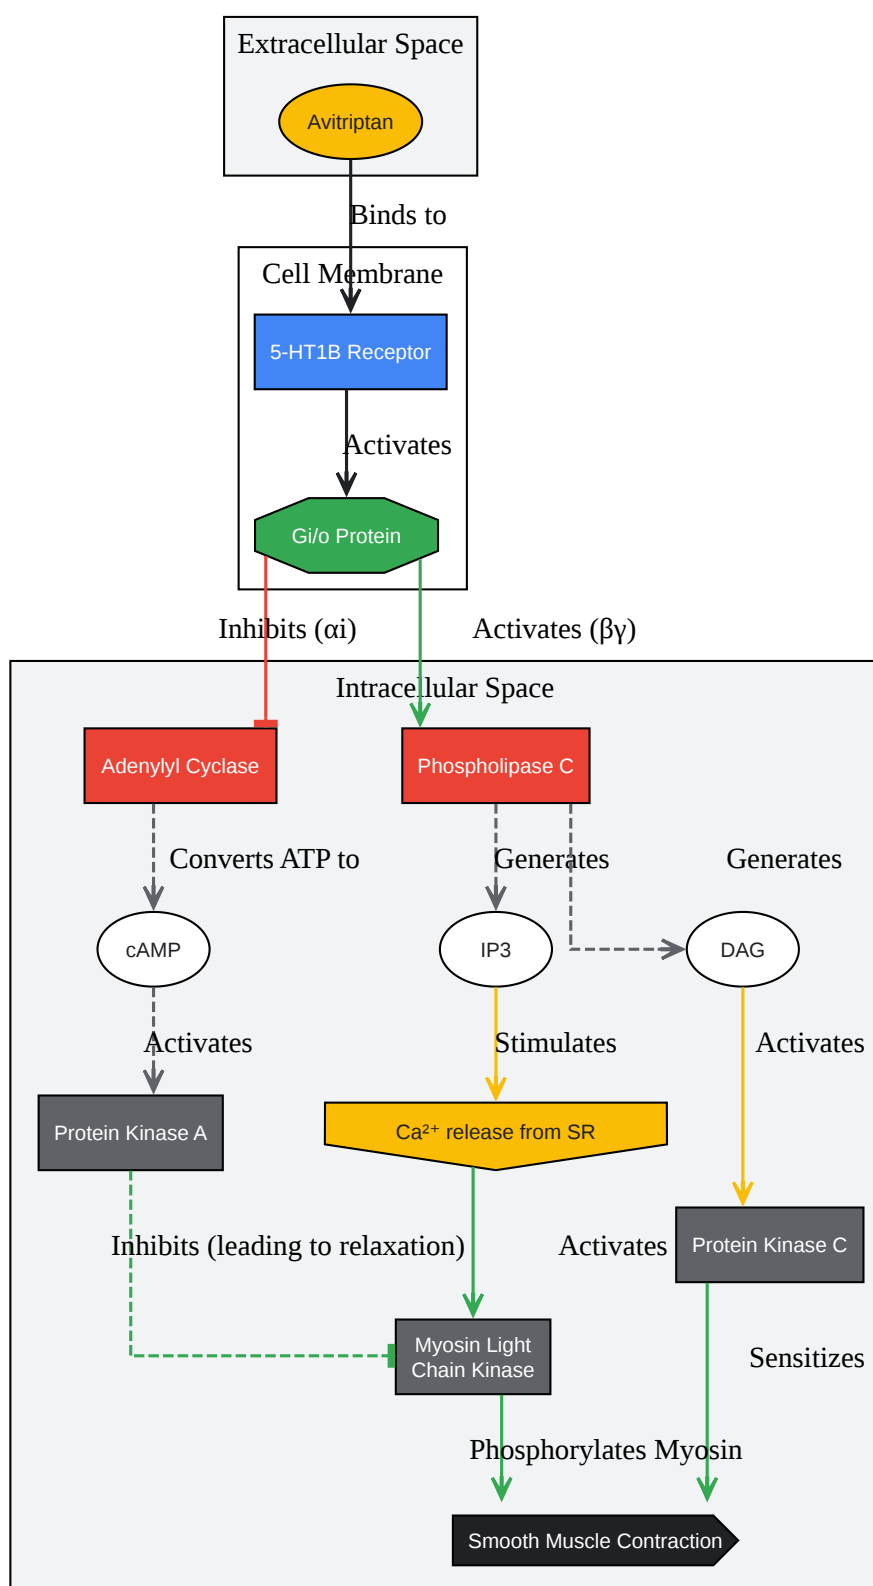 Extracellular Space
Avitriptan
Binds to
Cell Membrane
5-HT1B Receptor
Activates
Gi/o Protein
Inhibits (αi)
Activates (βγ)
Intracellular Space
Adenylyl Cyclase
Phospholipase C
Converts ATP to
Generates
Generates
cAMP
IP3
DAG
Activates
Stimulates
Activates
Protein Kinase A
Ca²⁺ release from SR
Inhibits (leading to relaxation)
Activates
Protein Kinase C
Myosin Light
Chain Kinase
Sensitizes
Phosphorylates Myosin
Smooth Muscle Contraction